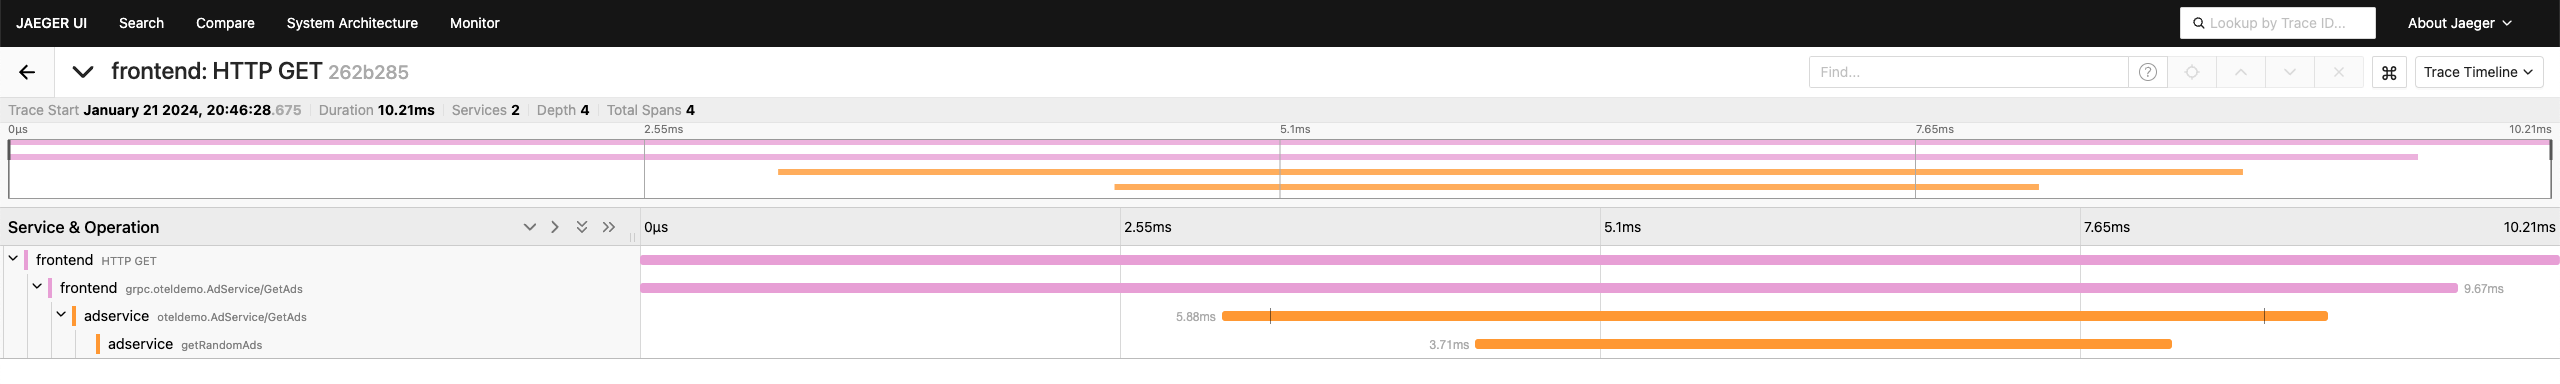 JAEGER UI Search Compare System Architecture Monitor Lookup by Trace ID... About Jaeger
frontend: HTTP GET 262b285 Find... Trace Timeline
Trace Start January 21 2024, 20:46:28.675 Duration 10.21ms Services 2 Depth 4 Total Spans 4
0μs 2.55ms 5.1ms 7.65ms 10.21ms
Service & Operation 0μs 2.55ms 5.1ms 7.65ms 10.21ms
frontend HTTP GET
frontend grpc.oteldemo.AdService/GetAds 9.67ms
adservice oteldemo.AdService/GetAds 5.88ms
adservice getRandomAds 3.71ms